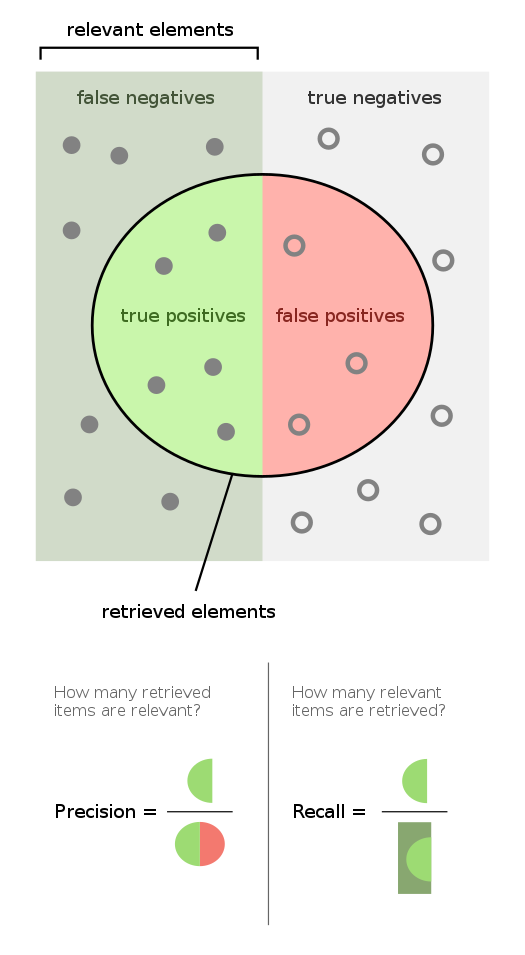 relevant elements
false negatives
true negatives
true positives
false positives
retrieved elements
How many retrieved
items are relevant?
How many relevant
items are retrieved?
Precision =
Recall =